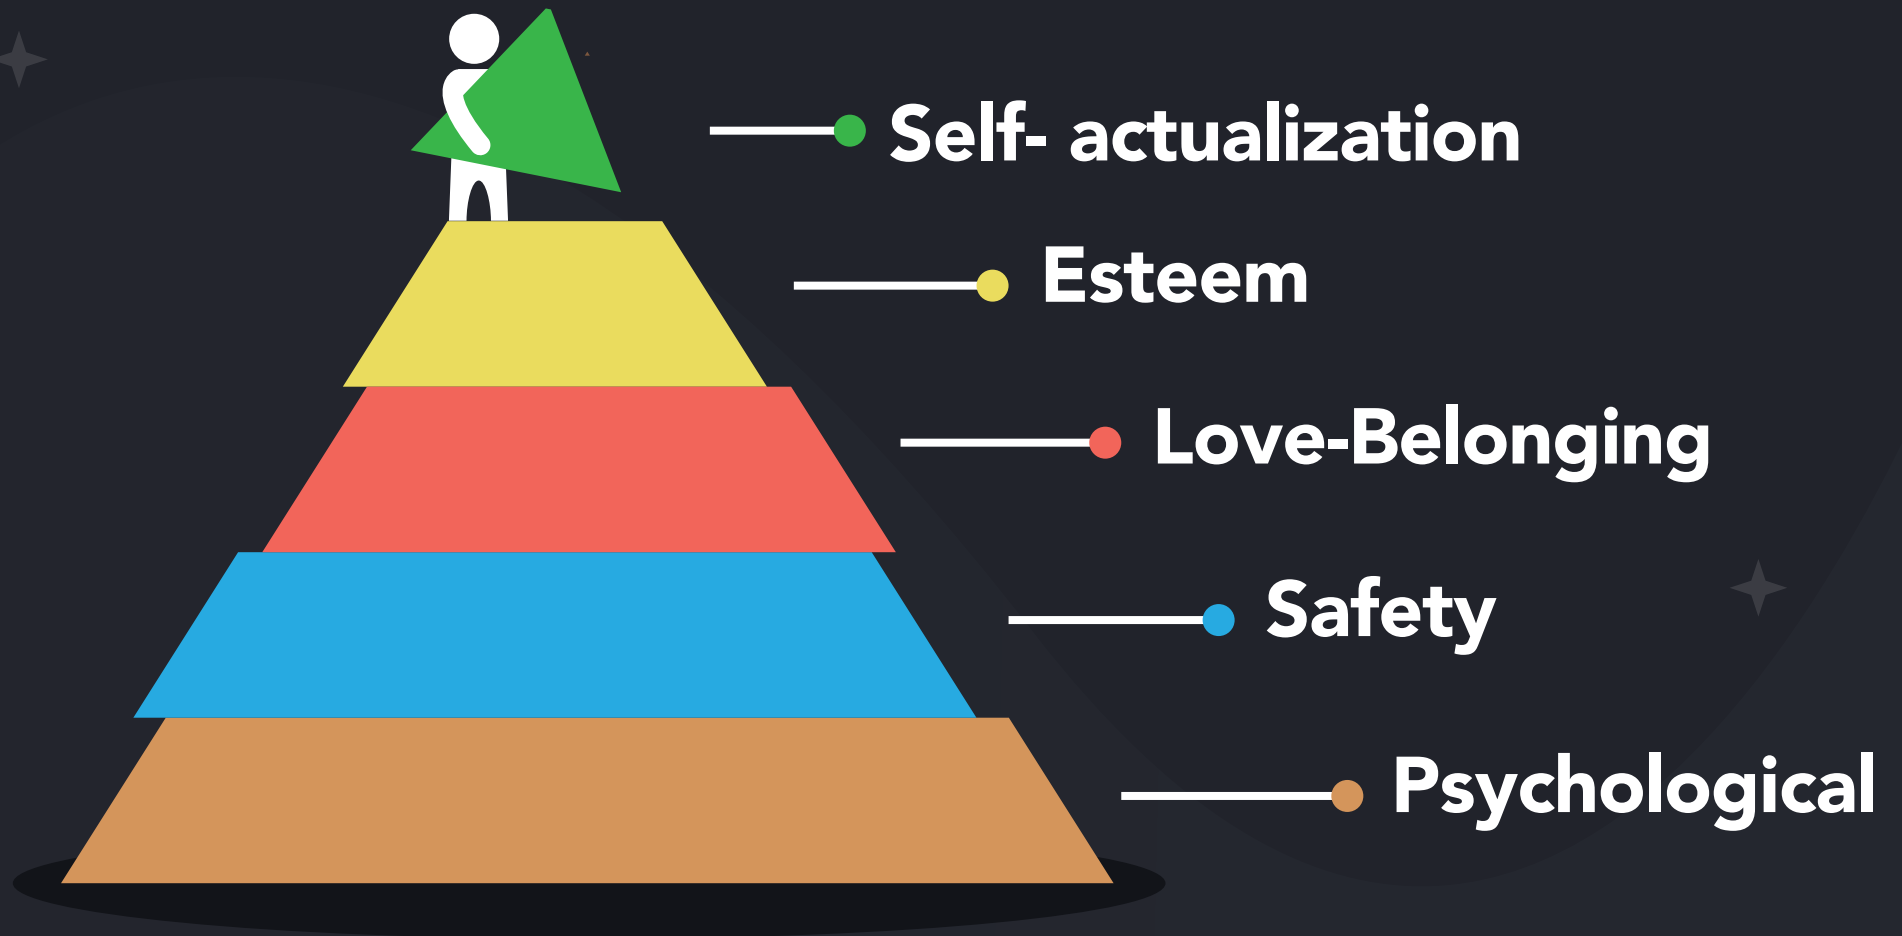 Self- actualization
Esteem
Love-Belonging
Safety
Psychological